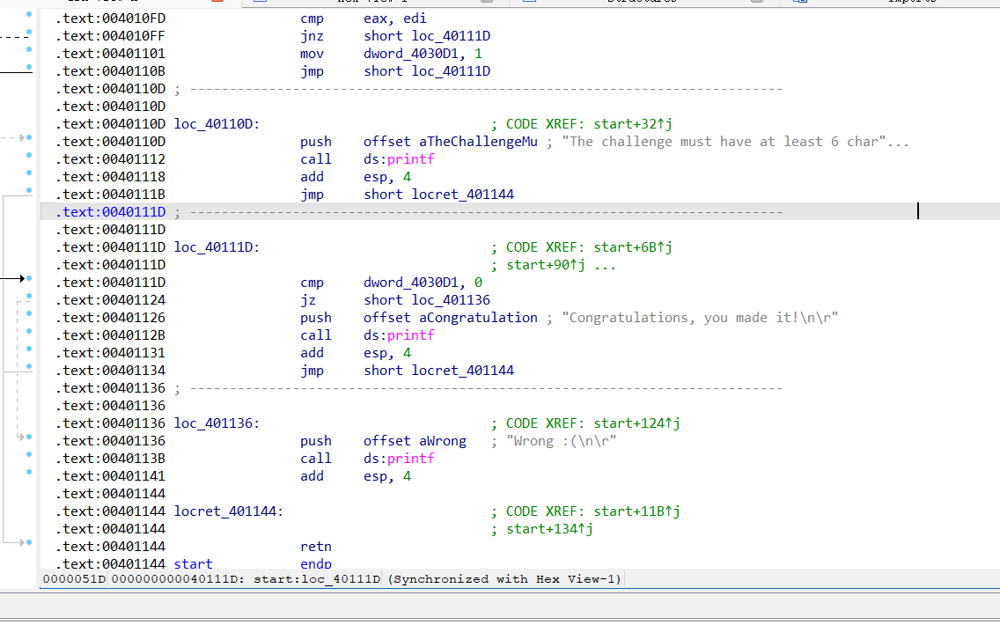 .text:004010FD cmp eax, edi
.text:004010FF jnz short loc_40111D
.text:00401101 mov dword_4030D1, 1
.text:0040110B jmp short loc_40111D
.text:0040110D ; ---------------------------------------------------------------------------
.text:0040110D
.text:0040110D loc_40110D: ; CODE XREF: start+32↑j
.text:0040110D push offset aTheChallengeMu ; "The challenge must have at least 6 char"...
.text:00401112 call ds:printf
.text:00401118 add esp, 4
.text:0040111B jmp short locret_401144
.text:0040111D ; ---------------------------------------------------------------------------
.text:0040111D
.text:0040111D loc_40111D: ; CODE XREF: start+6B↑j
.text:0040111D ; start+90↑j ...
.text:0040111D cmp dword_4030D1, 0
.text:00401124 jz short loc_401136
.text:00401126 push offset aCongratulation ; "Congratulations, you made it!\n\r"
.text:0040112B call ds:printf
.text:00401131 add esp, 4
.text:00401134 jmp short locret_401144
.text:00401136 ; ---------------------------------------------------------------------------
.text:00401136
.text:00401136 loc_401136: ; CODE XREF: start+124↑j
.text:00401136 push offset aWrong ; "Wrong :(\n\r"
.text:0040113B call ds:printf
.text:00401141 add esp, 4
.text:00401144
.text:00401144 locret_401144: ; CODE XREF: start+11B↑j
.text:00401144 ; start+134↑j
.text:00401144 retn
.text:00401144 start endp
0000051D 000000000040111D: start:loc_40111D (Synchronized with Hex View-1)